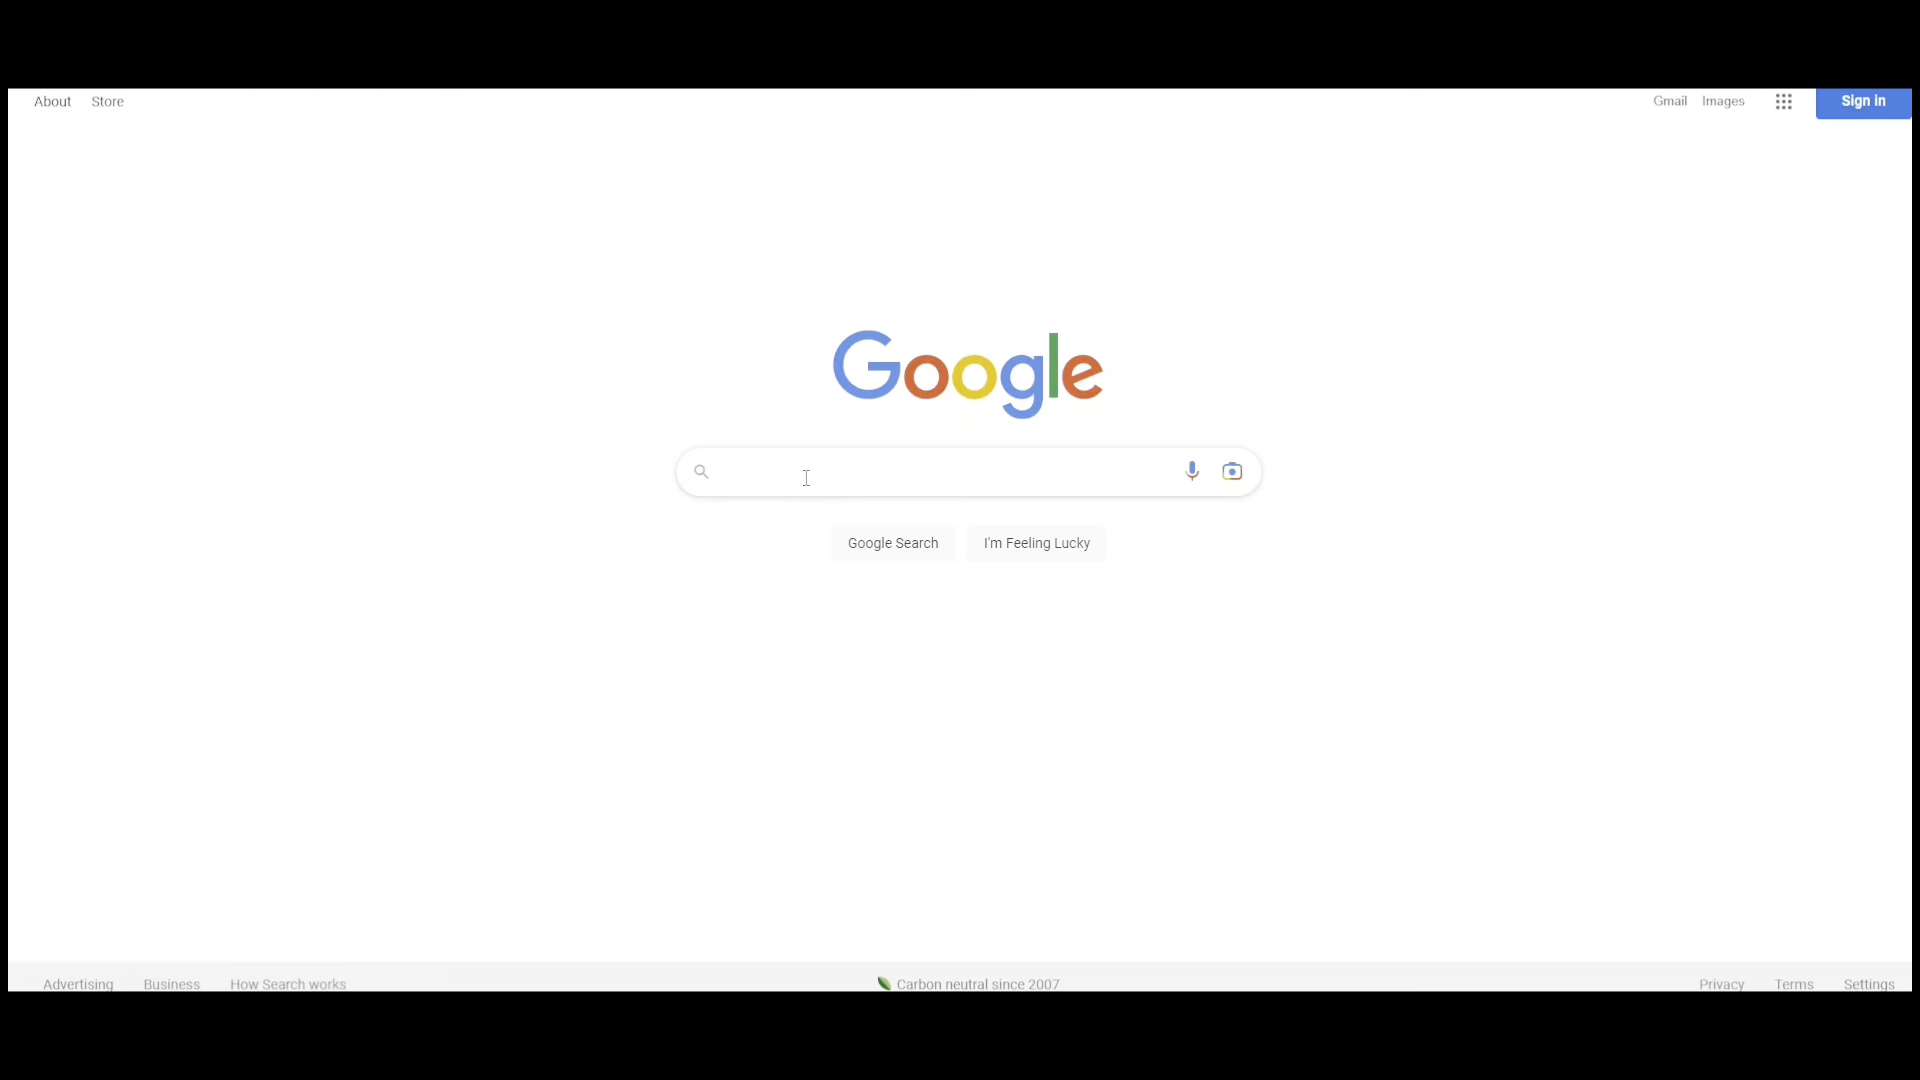 About Store Gmail Images Sign in
Google
Google Search I'm Feeling Lucky
Advertising Business How Search works Carbon neutral since 2007 Privacy Terms Settings